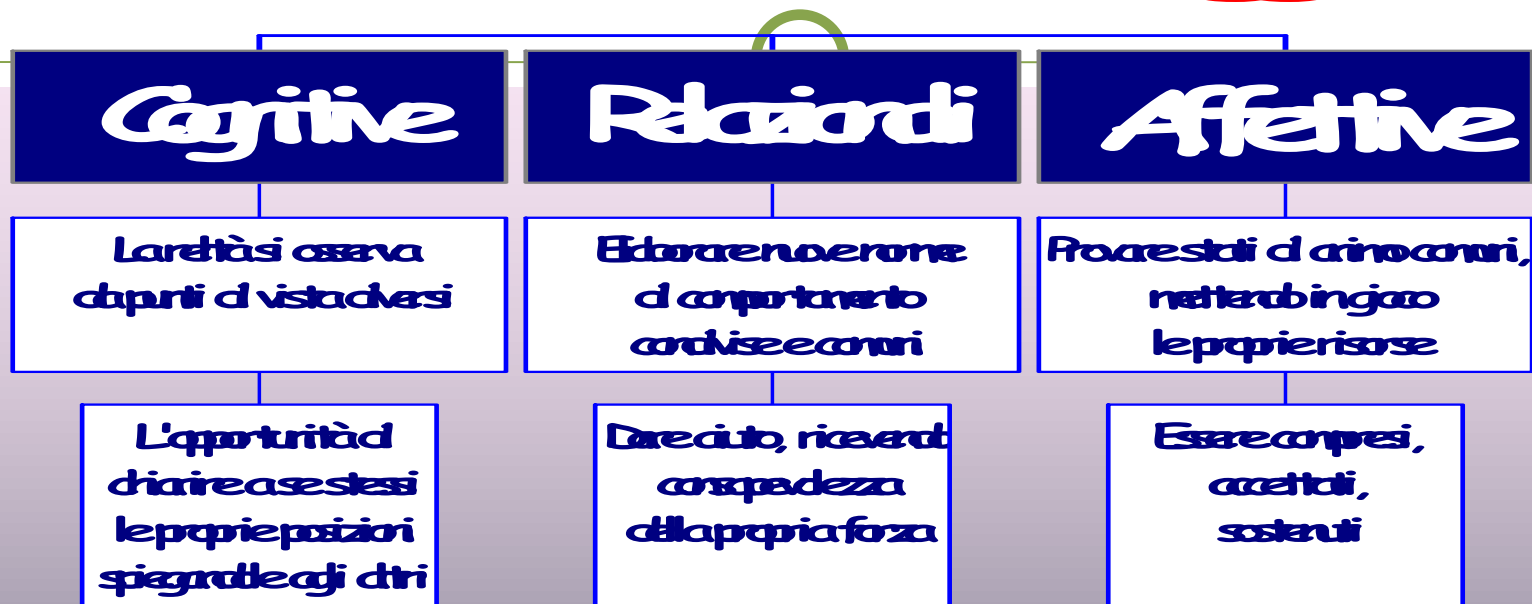 Cognitive
Relazionali
Affettive
La realtà si osserva
da punti di vista diversi
Elaborare nuove norme
di comportamento
condivise e comuni
Provare stati di animo comuni,
mettendo in gioco
le proprie risorse
L'opportunità di
chiarire a se stessi
le proprie posizioni
spiegandole agli altri
Dare aiuto, ricevendo
consapevolezza
della propria forza
Essere compresi,
accettati,
sostenuti